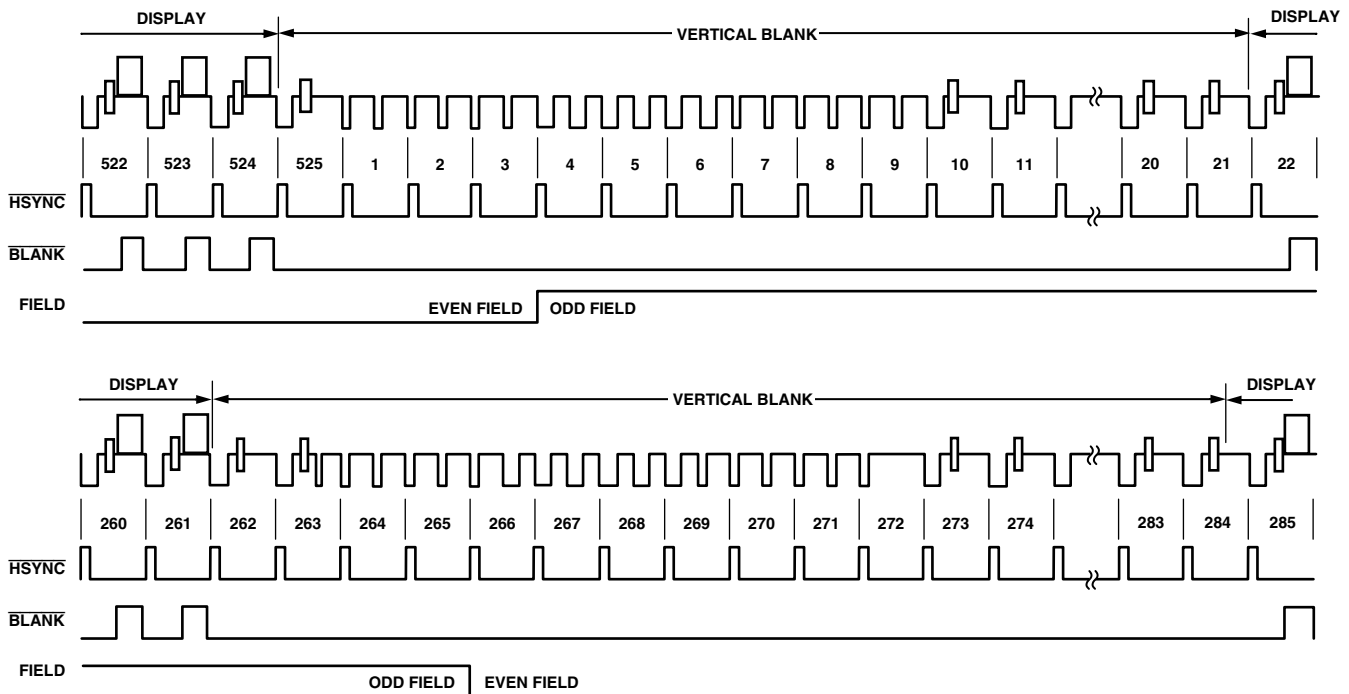 DISPLAY VERTICAL BLANK DISPLAY
522 523 524 525 1 2 3 4 5 6 7 8 9 10 11 20 21 22
HSYNC
BLANK
FIELD EVEN FIELD ODD FIELD
DISPLAY VERTICAL BLANK DISPLAY
260 261 262 263 264 265 266 267 268 269 270 271 272 273 274 283 284 285
HSYNC
BLANK
FIELD ODD FIELD EVEN FIELD